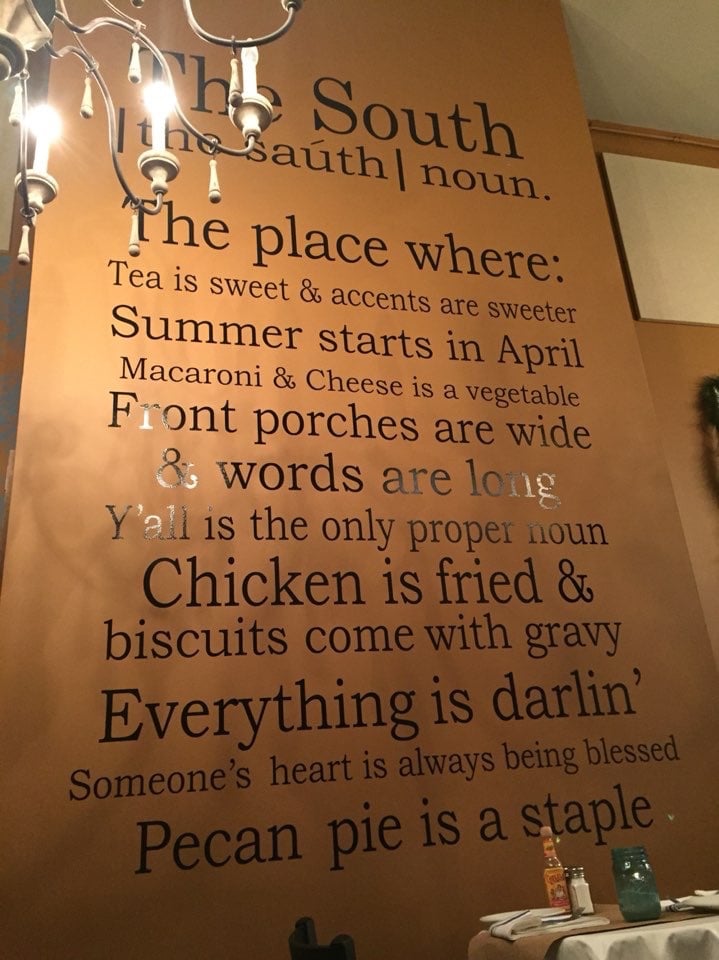 The South
|the saúth| noun.
The place where:
Tea is sweet & accents are sweeter
Summer starts in April
Macaroni & Cheese is a vegetable
Front porches are wide
& words are long
Y'all is the only proper noun
Chicken is fried &
biscuits come with gravy
Everything is darlin'
Someone's heart is always being blessed
Pecan pie is a staple